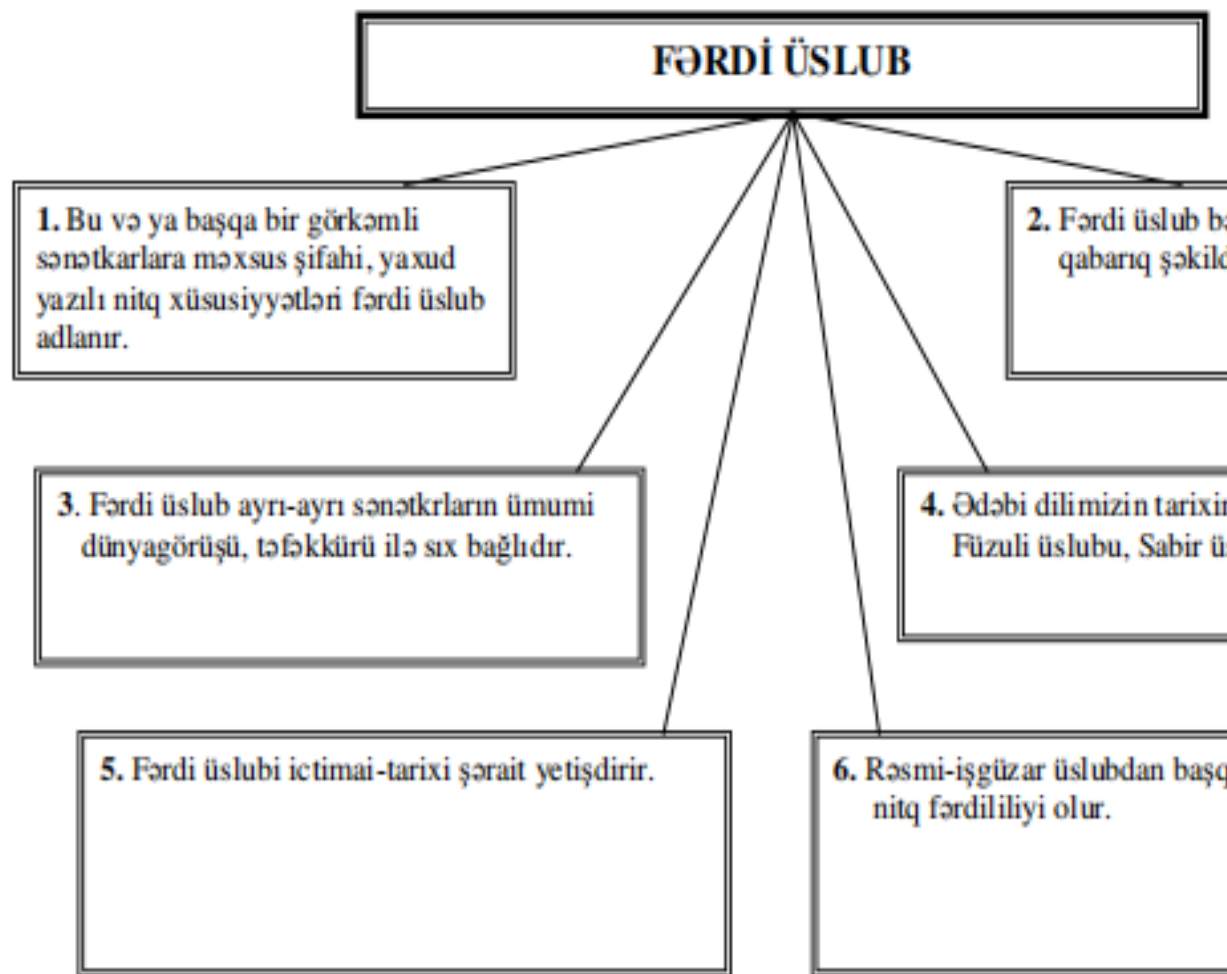 FƏRDİ ÜSLUB
1. Bu və ya başqa bir görkəmli
sənətkarlara məxsus şifahi, yaxud
yazılı nitq xüsusiyyətləri fərdi üslub
adlanır.
2. Fərdi üslub
qabarıq
3. Fərdi üslub ayrı-ayrı sənətkrların ümumi
dünyagörüşü, təfəkkürü ilə sıx bağlıdır.
4. Ədəbi dilimizin
Füzuli üslubu, Sabir
5. Fərdi üslubi ictimai-tarixi şərait yetişdirir.
6. Rəsmi-işgüzar üslubdan
nitq fərdililiyi olur.